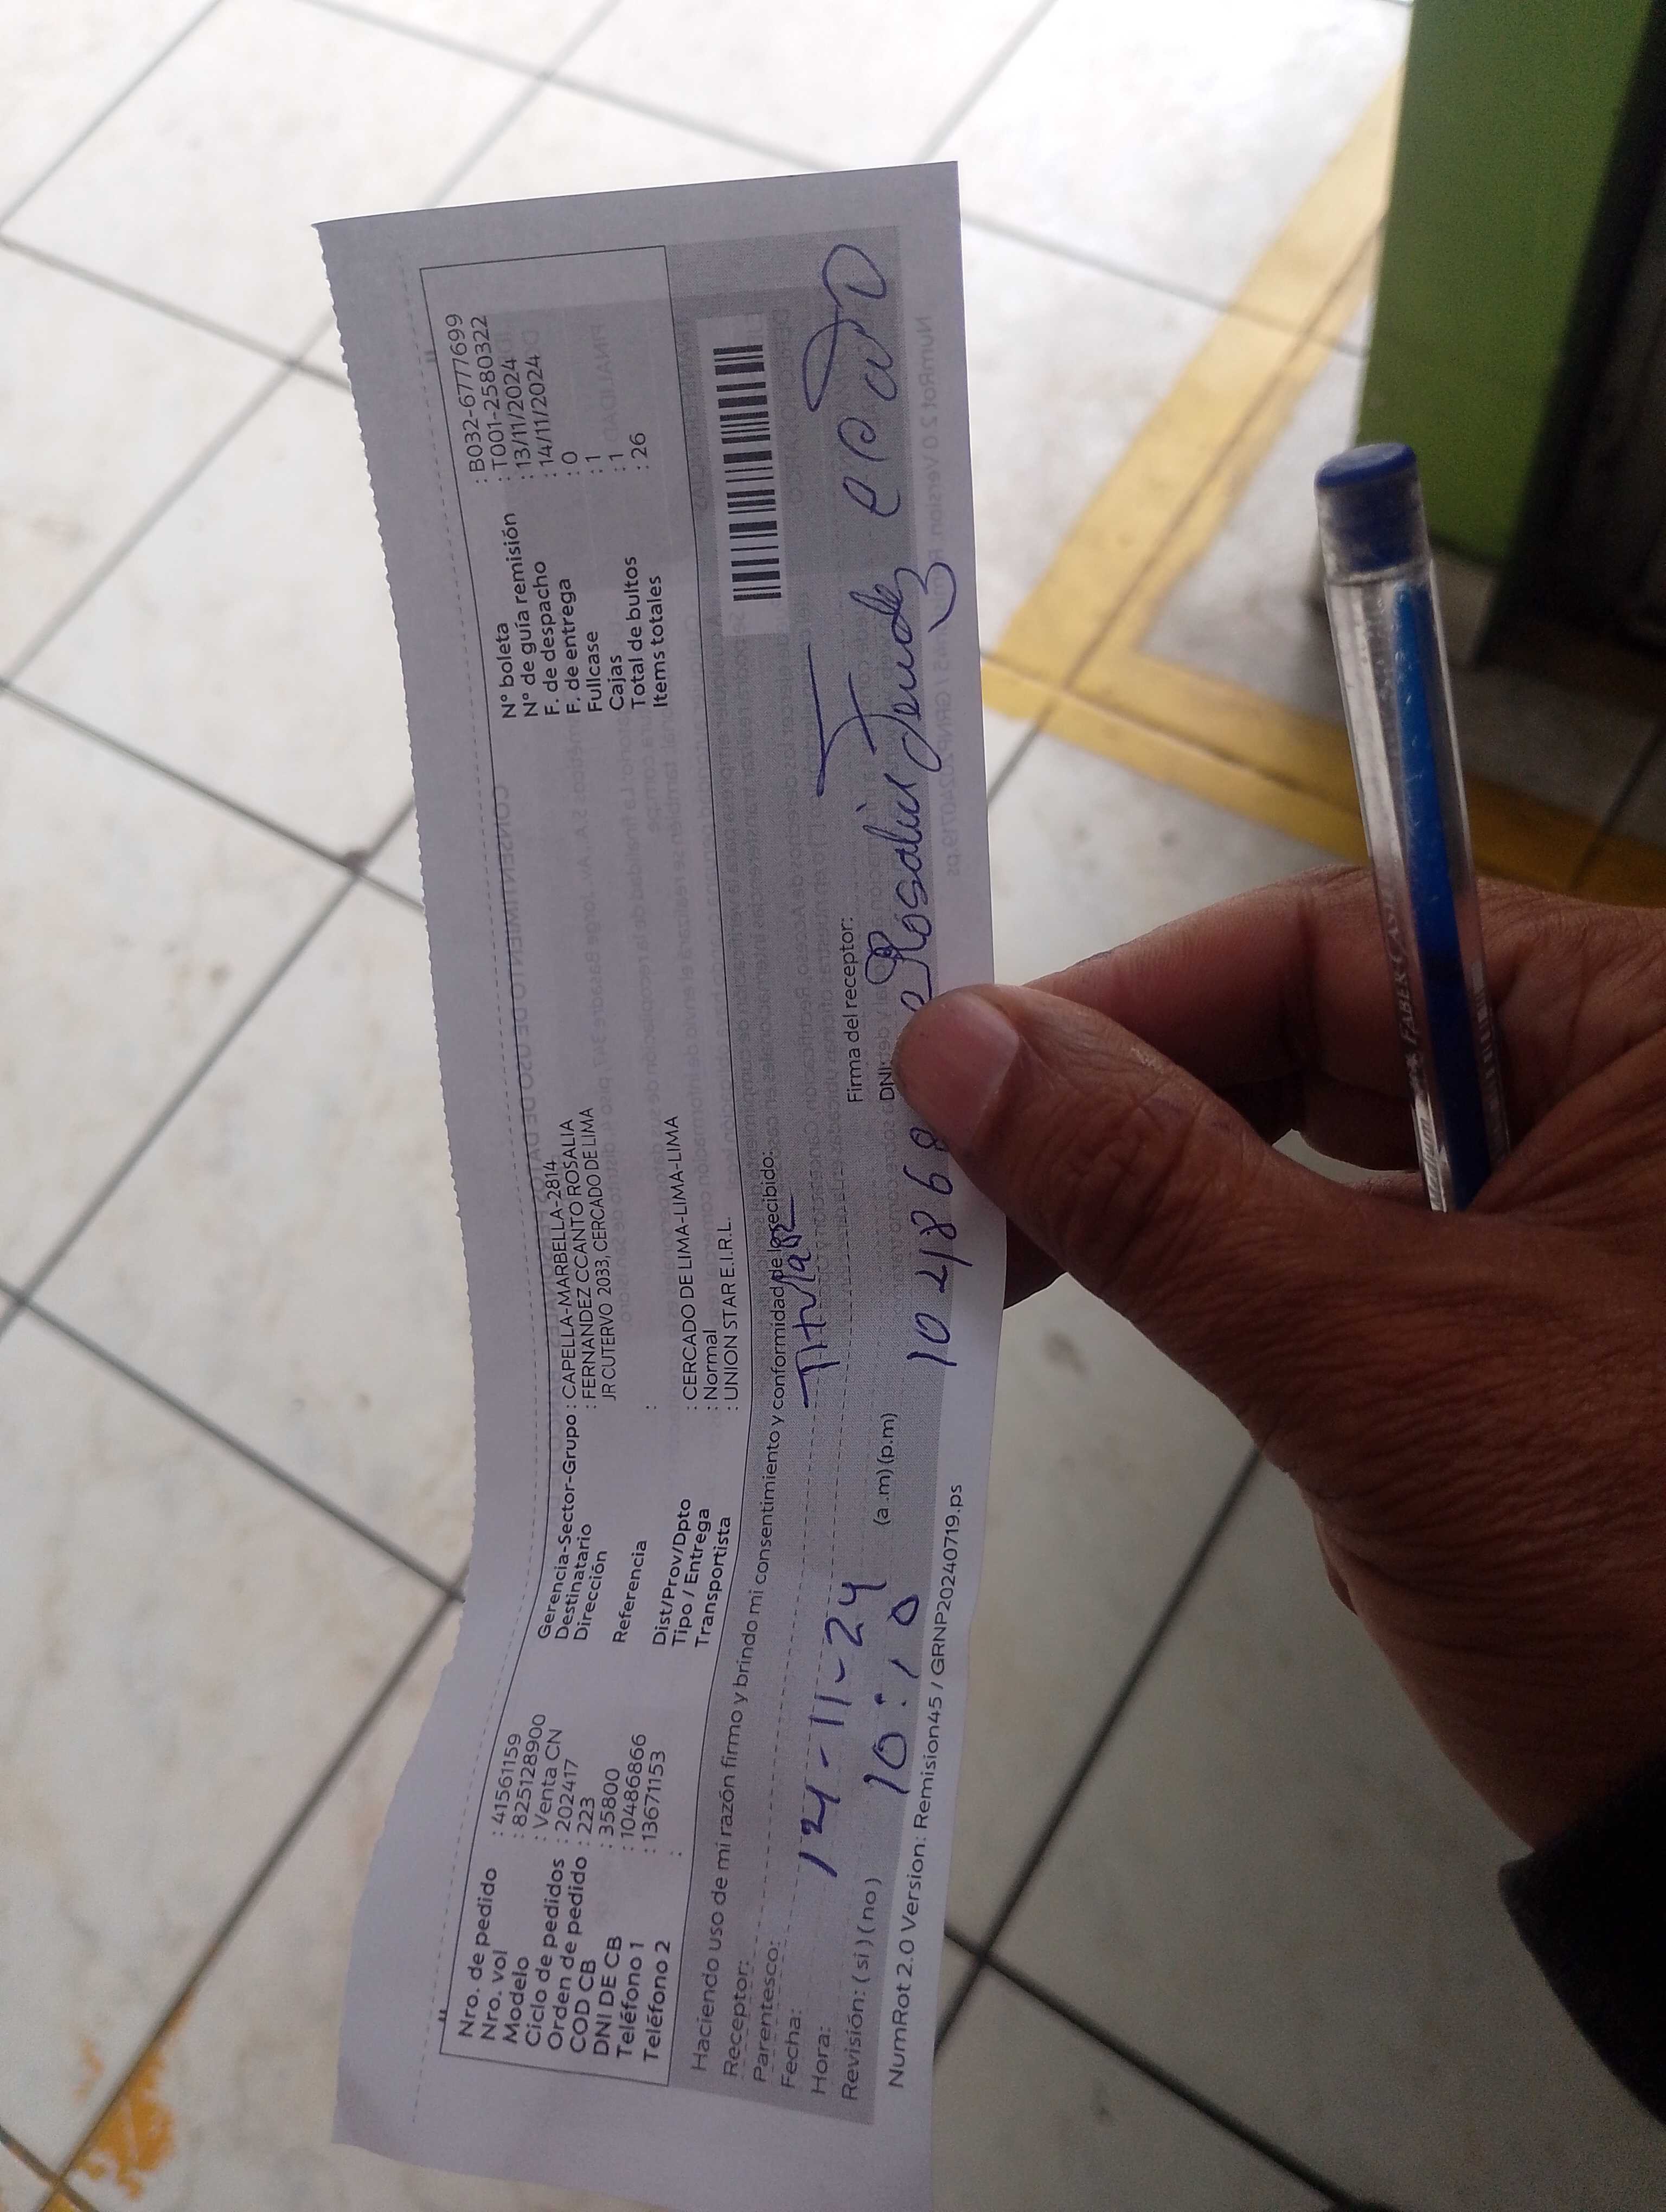 Nro. de pedido : 41561159
Nro. vol : 825128900
Modelo : Venta CN
Ciclo de pedidos : 202417
Orden de pedido : 223
COD CB : 35800
DNI DE CB : 10486866
Teléfono 1 : 13671153
Teléfono 2 :
Gerencia-Sector-Grupo : CAPELLA-MARBELLA-2814
Destinatario : FERNANDEZ CCANTO ROSALIA
Dirección JR CUTERVO 2033, CERCADO DE LIMA
Referencia :
Dist/Prov/Dpto : CERCADO DE LIMA-LIMA-LIMA
Tipo / Entrega : Normal
Transportista : UNION STAR E.I.R.L.
N° boleta : B032-67777699
N° de guía remisión : T001-2580322
F. de despacho : 13/11/2024
F. de entrega : 14/11/2024
Fullcase : 0
Cajas : 1
Total de bultos : 1
Items totales : 26
Haciendo uso de mi razón firmo y brindo mi consentimiento y conformidad de lo recibido:
Receptor:
Parentesco: Titular
Fecha: 14-11-24
Hora: 10:10 (a.m) (p.m)
Firma del receptor:
Revisión: ( si ) ( no )
DNI:
104868
Rosalia
NumRot 2.0 Version: Remision45 / GRNP20240719.ps